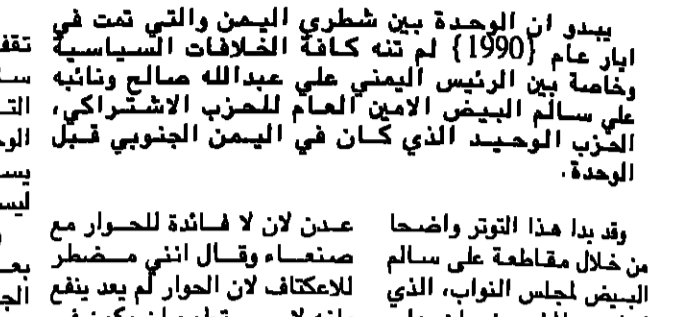 يبدو ان الوحدة بين شطري اليمن والتي تمت في
ايار عام {1990} لم تنه كافة الخلافات السياسية
وخاصة بين الرئيس اليمني علي عبدالله صالح ونائبه
علي سالم البيض الامين العام للحزب الاشتراكي،
الحزب الوحيد الذي كان في اليمن الجنوبي قبل
الوحدة.
وقد بدا هذا التوتر واضحا
من خلال مقاطعة على سالم
البيض لمجلس النواب، الذي
عدن لان لا فائدة للحوار مع
صنعاء وقال انني مضطر
للاعتكاف لان الحوار لم يعد ينفع